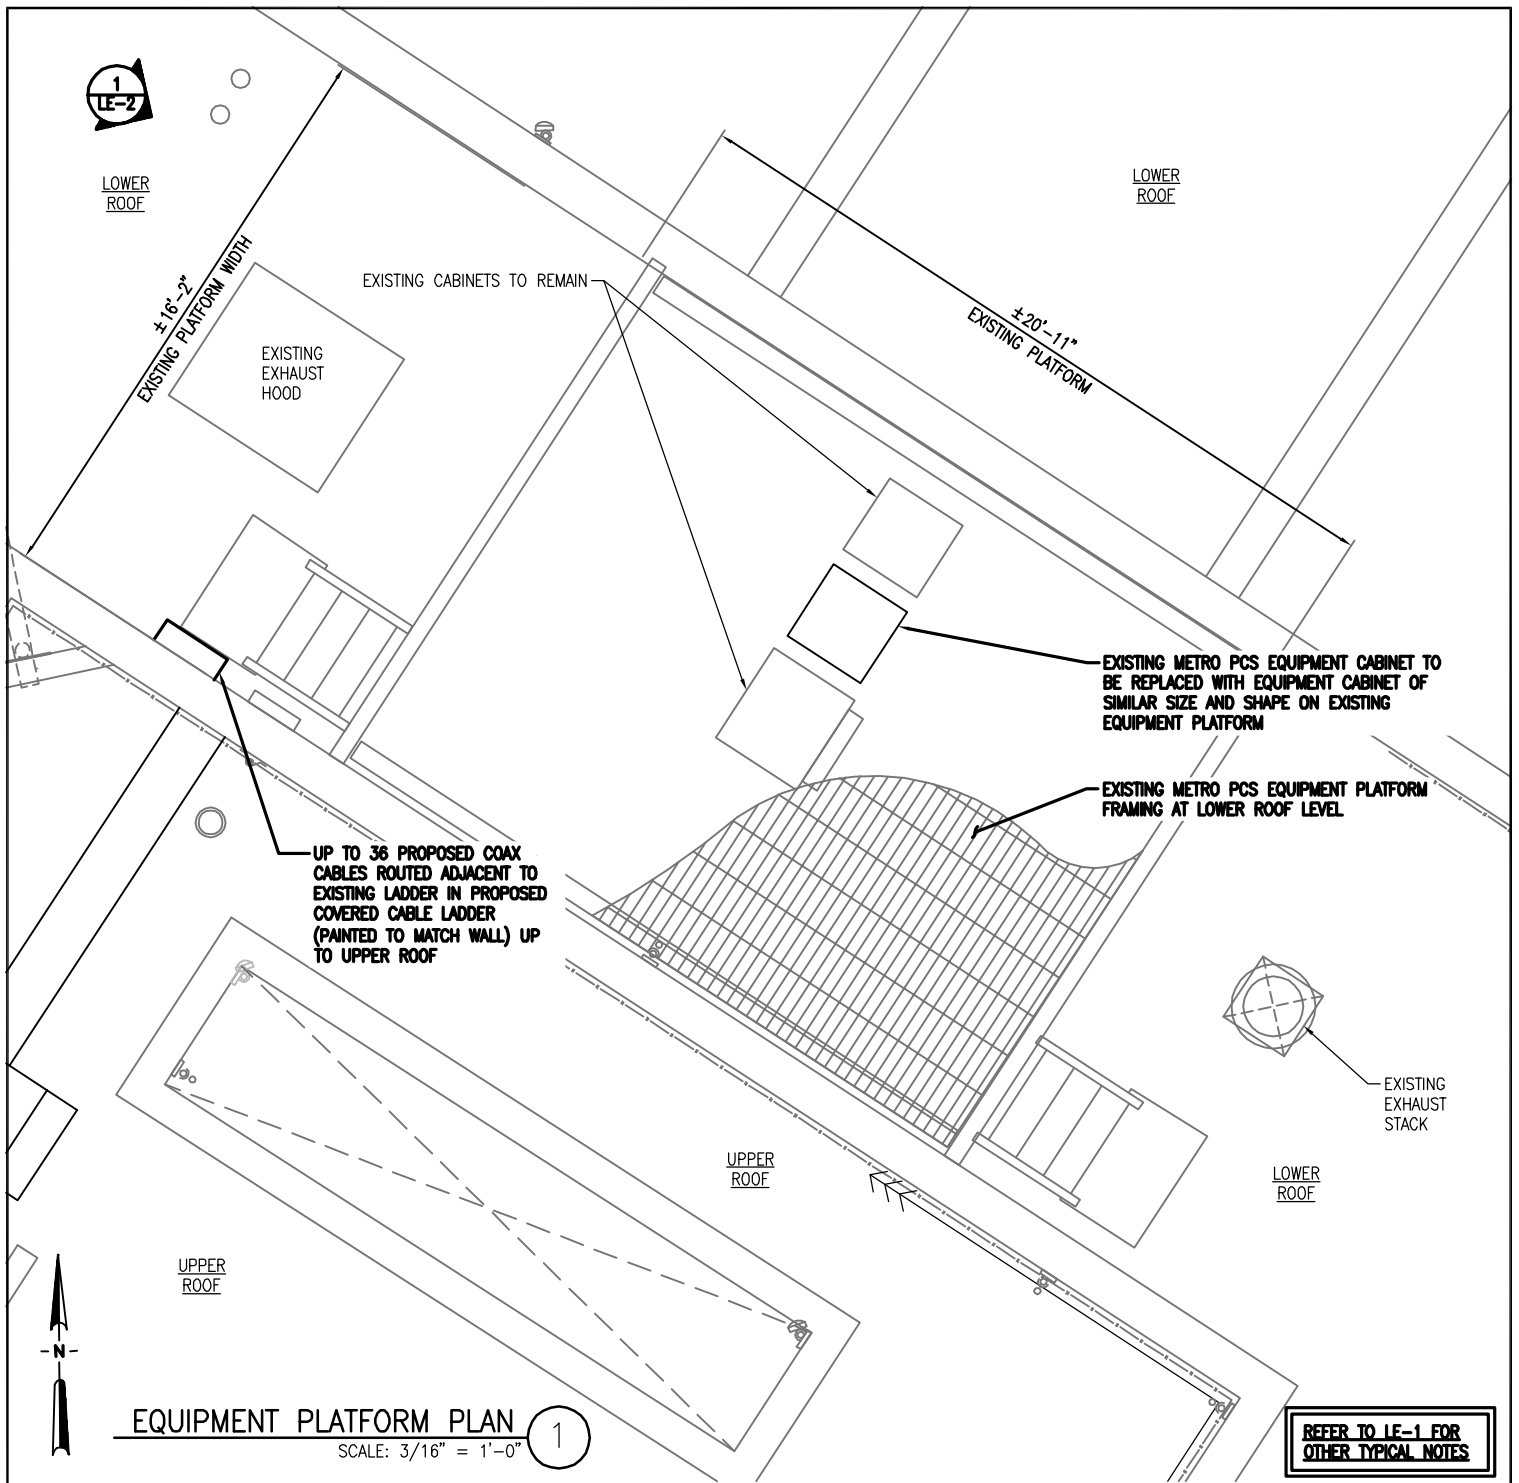 1
LE-2
LOWER
ROOF
LOWER
ROOF
±16'-2"
EXISTING PLATFORM WIDTH
EXISTING CABINETS TO REMAIN
±20'-11"
EXISTING PLATFORM
EXISTING
EXHAUST
HOOD
EXISTING METRO PCS EQUIPMENT CABINET TO
BE REPLACED WITH EQUIPMENT CABINET OF
SIMILAR SIZE AND SHAPE ON EXISTING
EQUIPMENT PLATFORM
EXISTING METRO PCS EQUIPMENT PLATFORM
FRAMING AT LOWER ROOF LEVEL
UP TO 36 PROPOSED COAX
CABLES ROUTED ADJACENT TO
EXISTING LADDER IN PROPOSED
COVERED CABLE LADDER
(PAINTED TO MATCH WALL) UP
TO UPPER ROOF
EXISTING
EXHAUST
STACK
UPPER
ROOF
LOWER
ROOF
UPPER
ROOF
-N-
EQUIPMENT PLATFORM PLAN
SCALE: 3/16" = 1'-0"
1
REFER TO LE-1 FOR
OTHER TYPICAL NOTES